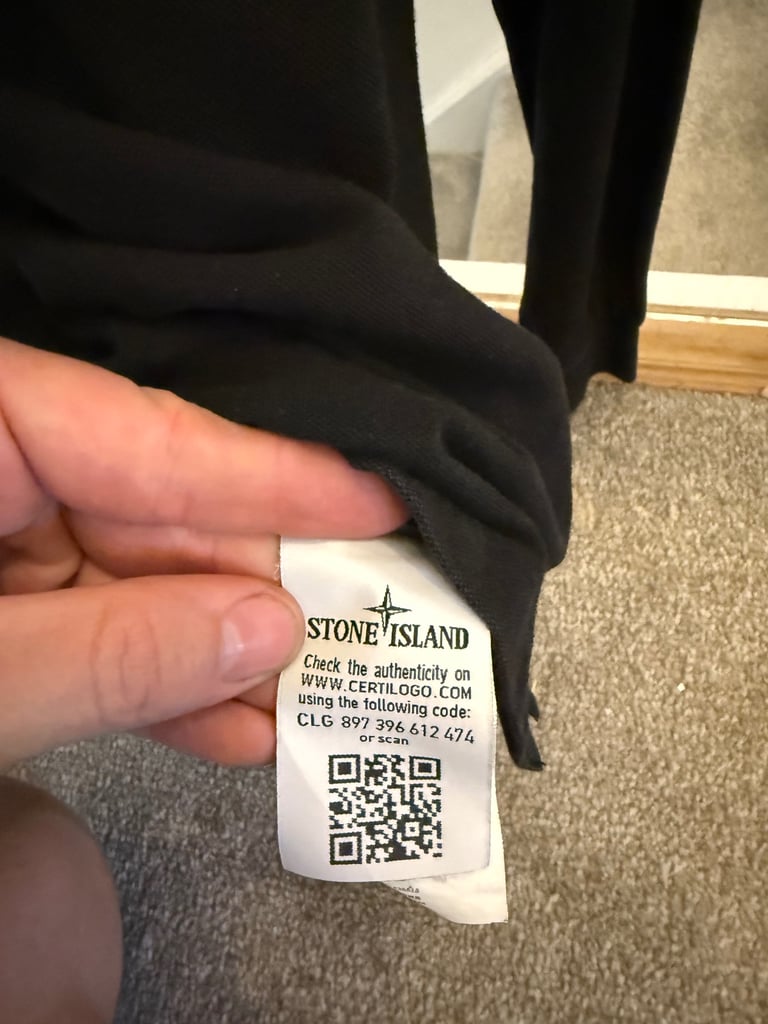 STONE ISLAND
Check the authenticity on
WWW.CERTILOGO.COM
using the following code:
CLG 897 396 612 474
or scan